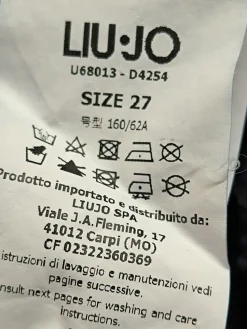 LIU·JO
U68013 - D4254
SIZE 27
号型 160/62A
Prodotto importato e distribuito da:
LIUJO SPA
Viale J.A.Fleming, 17
41012 Carpi (MO)
CF 02322360369
istruzioni di lavaggio e manutenzioni vedi
pagine successive.
nsult next pages for washing and care
instructions.